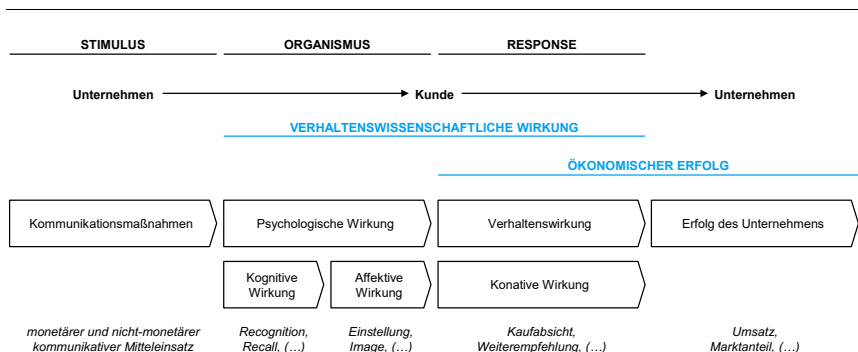 STIMULUS ORGANISMUS RESPONSE
Unternehmen Kunde Unternehmen
VERHALTENSWISSENSCHAFTLICHE WIRKUNG
ÖKONOMISCHER ERFOLG
Kommunikationsmaßnahmen Psychologische Wirkung Verhaltenswirkung Erfolg des Unternehmens
Kognitive Wirkung Affektive Wirkung Konative Wirkung
monetärer und nicht-monetärer Recognition, Einstellung, Kaufabsicht, Umsatz,
kommunikativer Mitteleinsatz Recall, (…) Image, (…) Weiterempfehlung, (…) Marktanteil, (…)